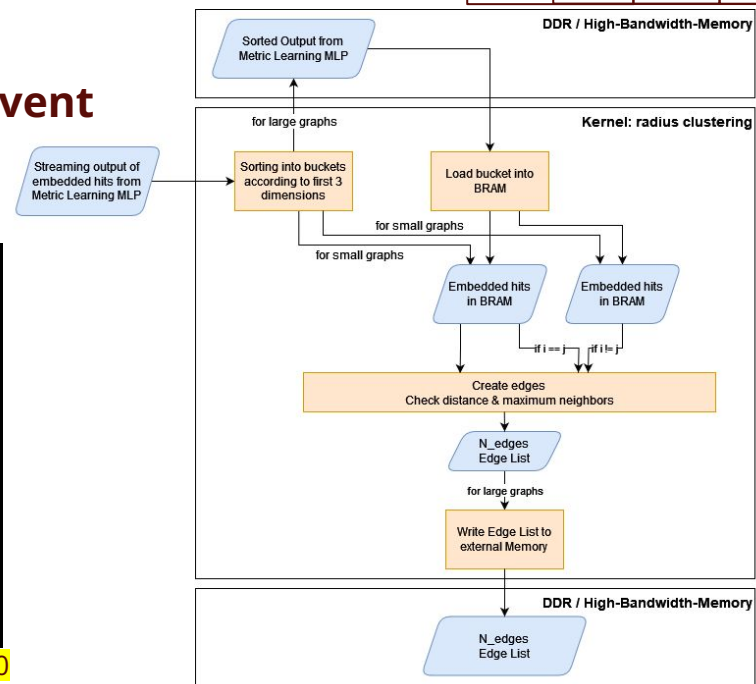 DDR / High-Bandwidth-Memory
Sorted Output from
Metric Learning MLP
vent
for large graphs
Kernel: radius clustering
Streaming output of
embedded hits from
Metric Learning MLP
Sorting into buckets
according to first 3
dimensions
Load bucket into
BRAM
for small graphs
for small graphs
Embedded hits
in BRAM
Embedded hits
in BRAM
if i == j
if i != j
Create edges
Check distance & maximum neighbors
N_edges
Edge List
for large graphs
Write Edge List to
external Memory
DDR / High-Bandwidth-Memory
N_edges
Edge List
0